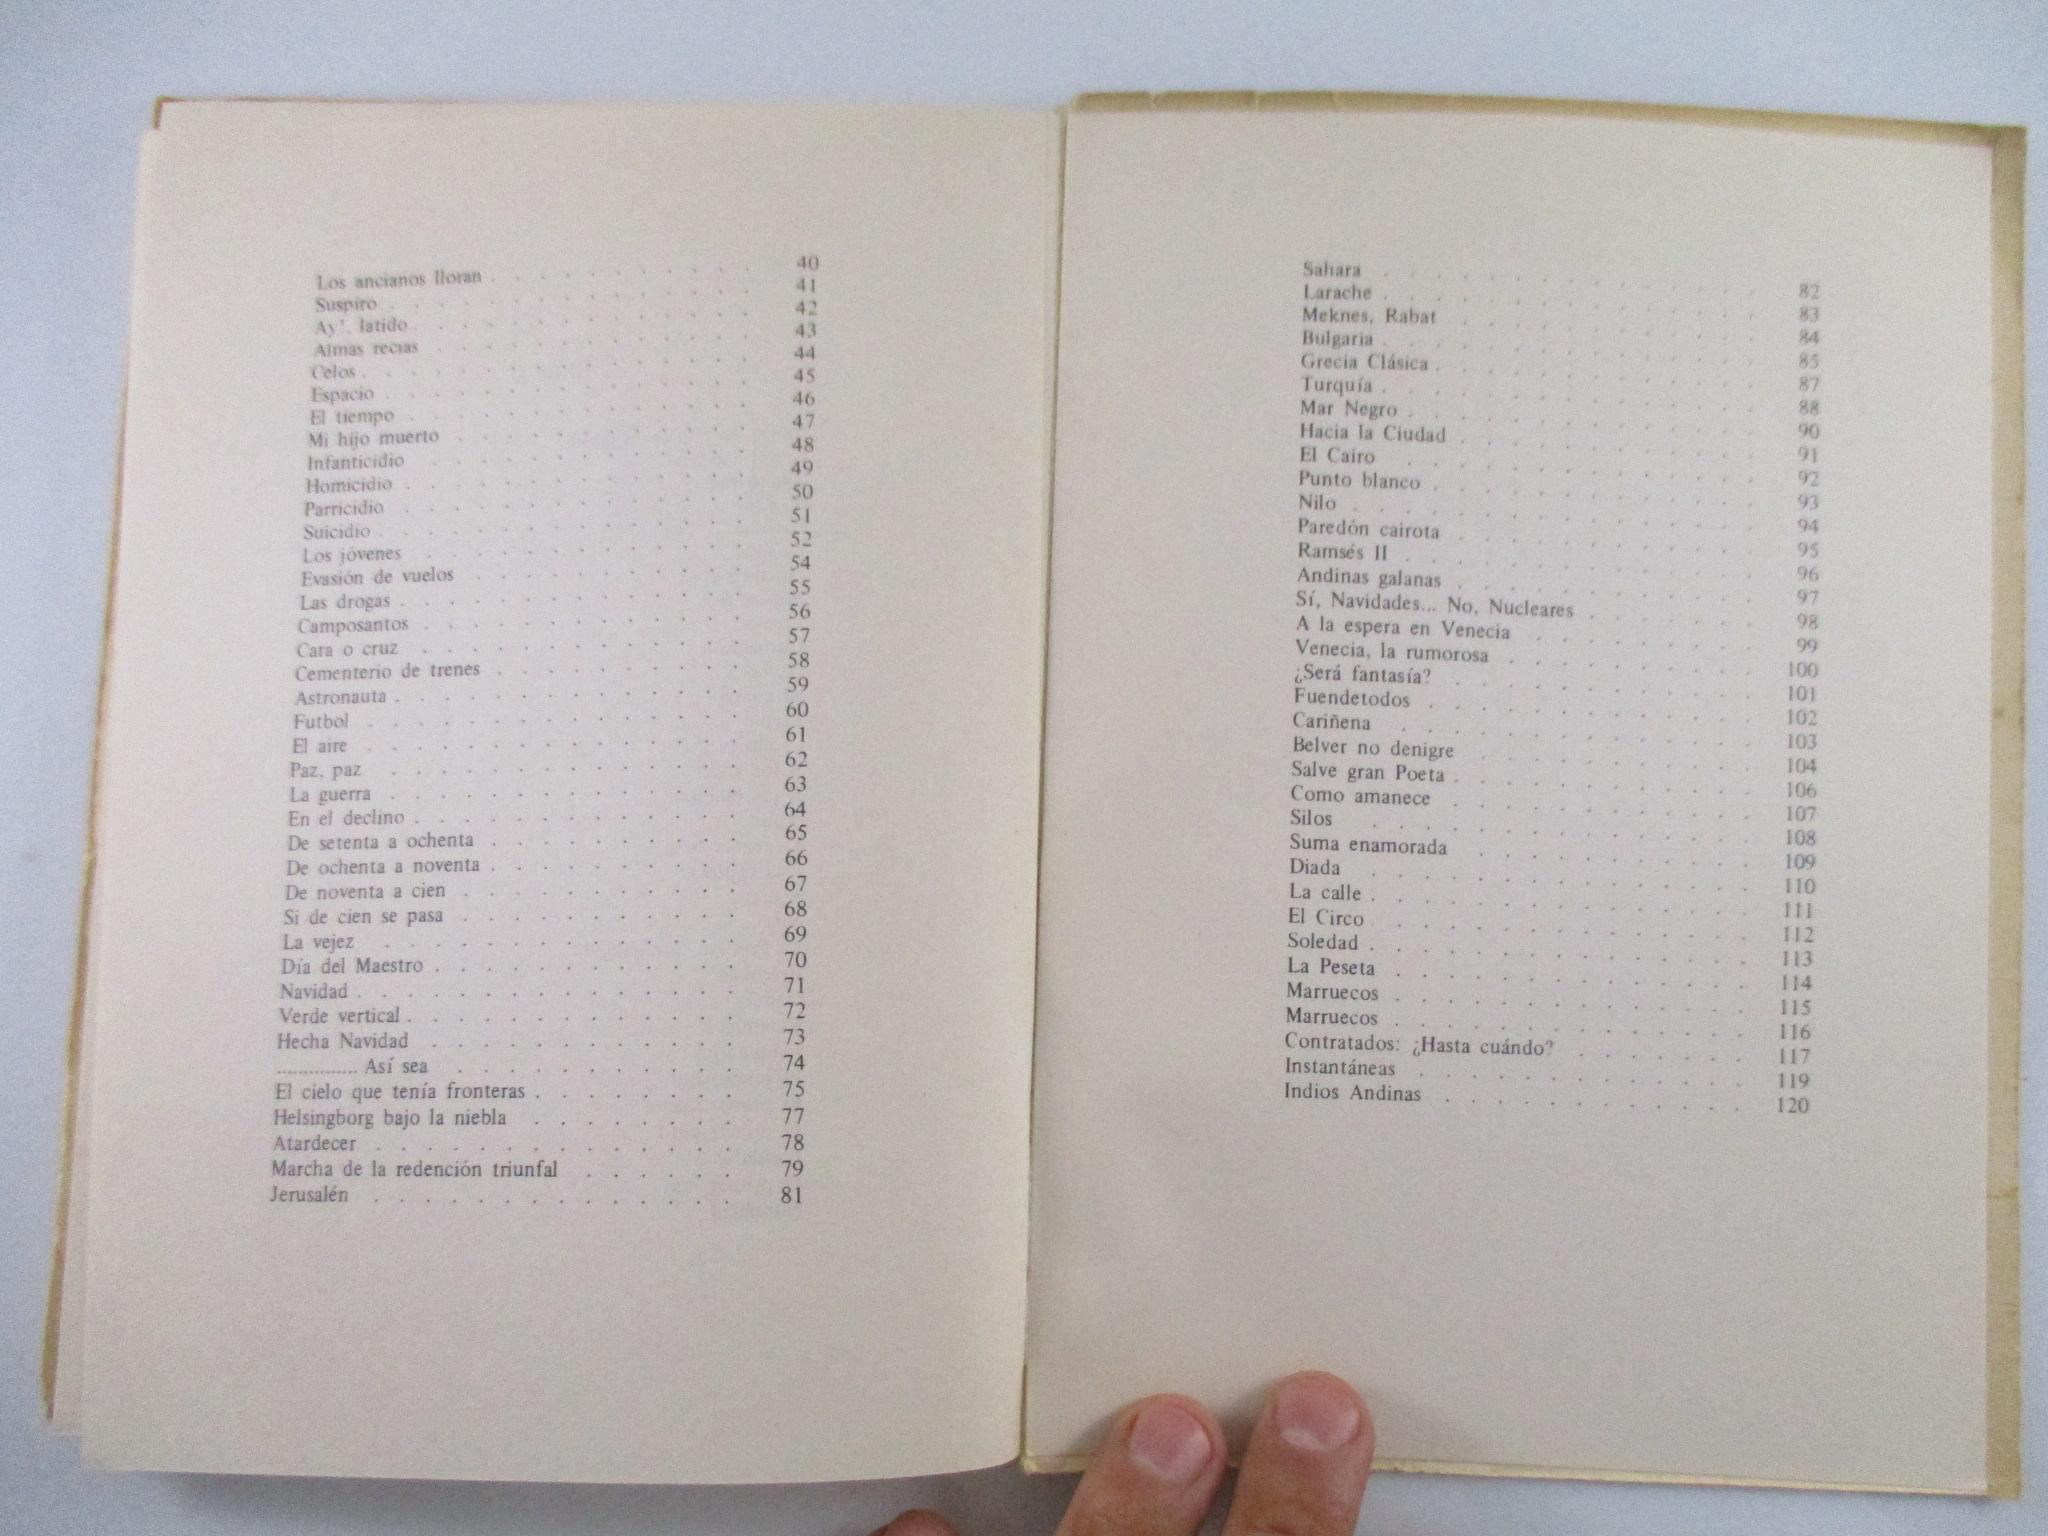 Los ancianos lloran . . . . . . . . . . 40
Suspiro . . . . . . . . . . 41
Ay', latido . . . . . . . . . . 42
Almas recias . . . . . . . . . . 43
Celos . . . . . . . . . . 44
Espacio . . . . . . . . . . 45
El tiempo . . . . . . . . . . 46
Mi hijo muerto . . . . . . . . . . 47
Infanticidio . . . . . . . . . . 48
Homicidio . . . . . . . . . . 49
Parricidio . . . . . . . . . . 50
Suicidio . . . . . . . . . . 51
Los jóvenes . . . . . . . . . . 52
Evasión de vuelos . . . . . . . . . . 54
Las drogas . . . . . . . . . . 55
Camposantos . . . . . . . . . . 56
Cara o cruz . . . . . . . . . . 57
Cementerio de trenes . . . . . . . . . . 58
Astronauta . . . . . . . . . . 59
Futbol . . . . . . . . . . 60
El aire . . . . . . . . . . 61
Paz, paz . . . . . . . . . . 62
La guerra . . . . . . . . . . 63
En el declino . . . . . . . . . . 64
De setenta a ochenta . . . . . . . . . . 65
De ochenta a noventa . . . . . . . . . . 66
De noventa a cien . . . . . . . . . . 67
Si de cien se pasa . . . . . . . . . . 68
La vejez . . . . . . . . . . 69
Día del Maestro . . . . . . . . . . 70
Navidad . . . . . . . . . . 71
Verde vertical . . . . . . . . . . 72
Hecha Navidad . . . . . . . . . . 73
............... Así sea . . . . . . . . . . 74
El cielo que tenía fronteras . . . . . . . . 75
Helsingborg bajo la niebla . . . . . . . . 77
Atardecer . . . . . . . . . . 78
Marcha de la redención triunfal . . . . . . 79
Jerusalén . . . . . . . . . . 81
Sahara . . . . . . . . . . 82
Larache . . . . . . . . . . 83
Meknes, Rabat . . . . . . . . . . 84
Bulgaria . . . . . . . . . . 85
Grecia Clásica . . . . . . . . . . 87
Turquía . . . . . . . . . . 88
Mar Negro . . . . . . . . . . 90
Hacia la Ciudad . . . . . . . . . . 91
El Cairo . . . . . . . . . . 92
Punto blanco . . . . . . . . . . 93
Nilo . . . . . . . . . . 94
Paredón cairota . . . . . . . . . . 95
Ramsés II . . . . . . . . . . 96
Andinas galanas . . . . . . . . . . 97
Sí, Navidades... No, Nucleares . . . . . . . 98
A la espera en Venecia . . . . . . . . . 99
Venecia, la rumorosa . . . . . . . . . . 100
¿Será fantasía? . . . . . . . . . . 101
Fuendetodos . . . . . . . . . . 102
Cariñena . . . . . . . . . . 103
Belver no denigre . . . . . . . . . . 104
Salve gran Poeta . . . . . . . . . . 106
Como amanece . . . . . . . . . . 107
Silos . . . . . . . . . . 108
Suma enamorada . . . . . . . . . . 109
Diada . . . . . . . . . . 110
La calle . . . . . . . . . . 111
El Circo . . . . . . . . . . 112
Soledad . . . . . . . . . . 113
La Peseta . . . . . . . . . . 114
Marruecos . . . . . . . . . . 115
Marruecos . . . . . . . . . . 116
Contratados: ¿Hasta cuándo? . . . . . . . 117
Instantáneas . . . . . . . . . . 119
Indios Andinas . . . . . . . . . . 120